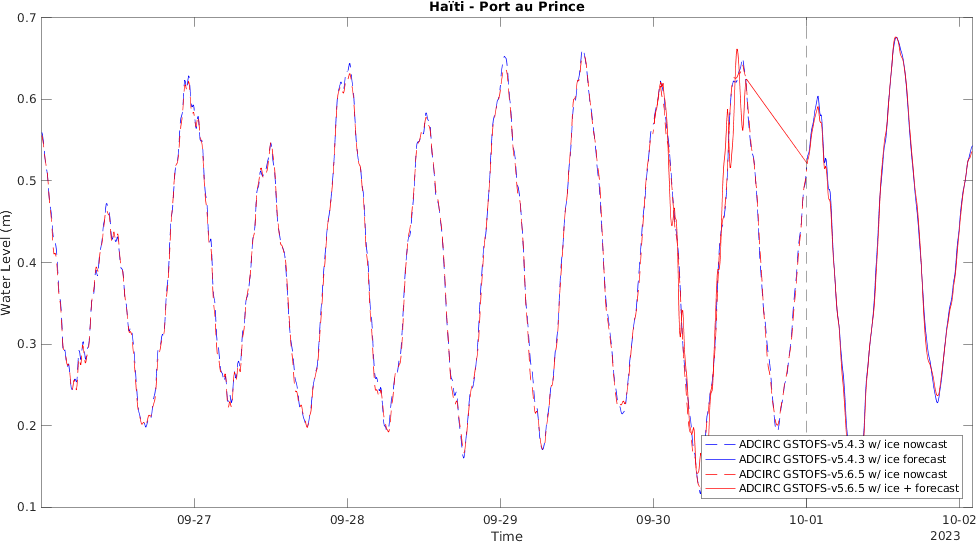 Haïti - Port au Prince
0.7
0.6
0.5
0.4
0.3
0.2
0.1
Water Level (m)
ADCIRC GSTOFS-v5.4.3 w/ ice nowcast
ADCIRC GSTOFS-v5.4.3 w/ ice forecast
ADCIRC GSTOFS-v5.6.5 w/ ice nowcast
ADCIRC GSTOFS-v5.6.5 w/ ice + forecast
09-27 09-28 09-29 09-30 10-01 10-02
Time 2023